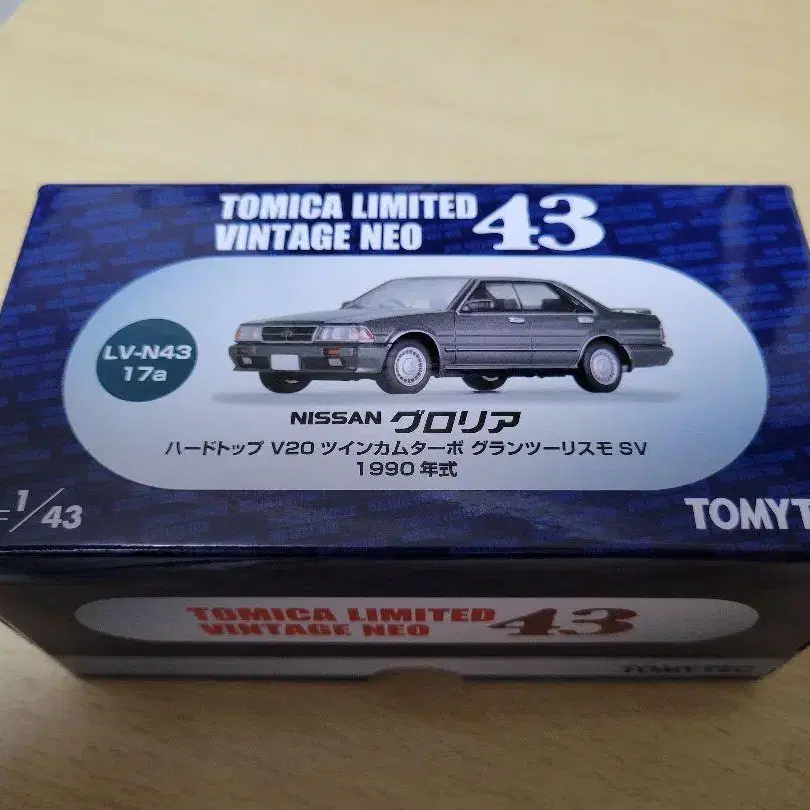 TOMICA LIMITED
VINTAGE NEO 43
LV-N43
17a
NISSAN グロリア
ハードトップ V20 ツインカムターボ グランツーリスモ SV
1990 年式
1/43
TOMYT
TOMICA LIMITED
VINTAGE NEO 43
TOMYTEC